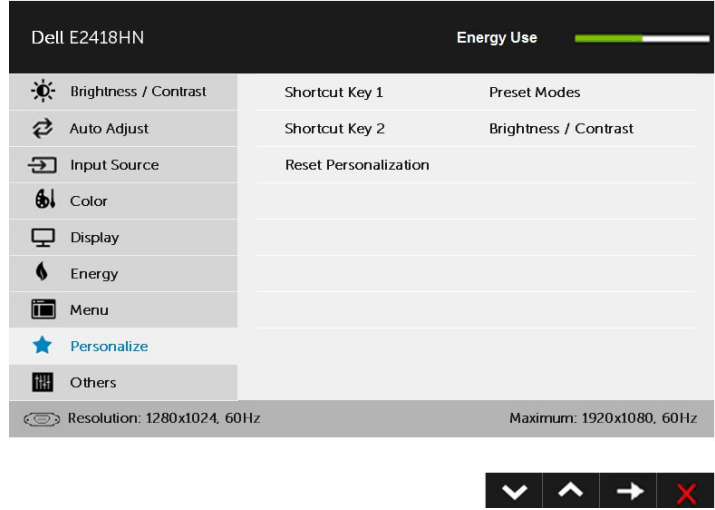 Dell E2418HN Energy Use
Brightness / Contrast Shortcut Key 1 Preset Modes
Auto Adjust Shortcut Key 2 Brightness / Contrast
Input Source Reset Personalization
Color
Display
Energy
Menu
Personalize
Others
Resolution: 1280x1024, 60Hz Maximum: 1920x1080, 60Hz